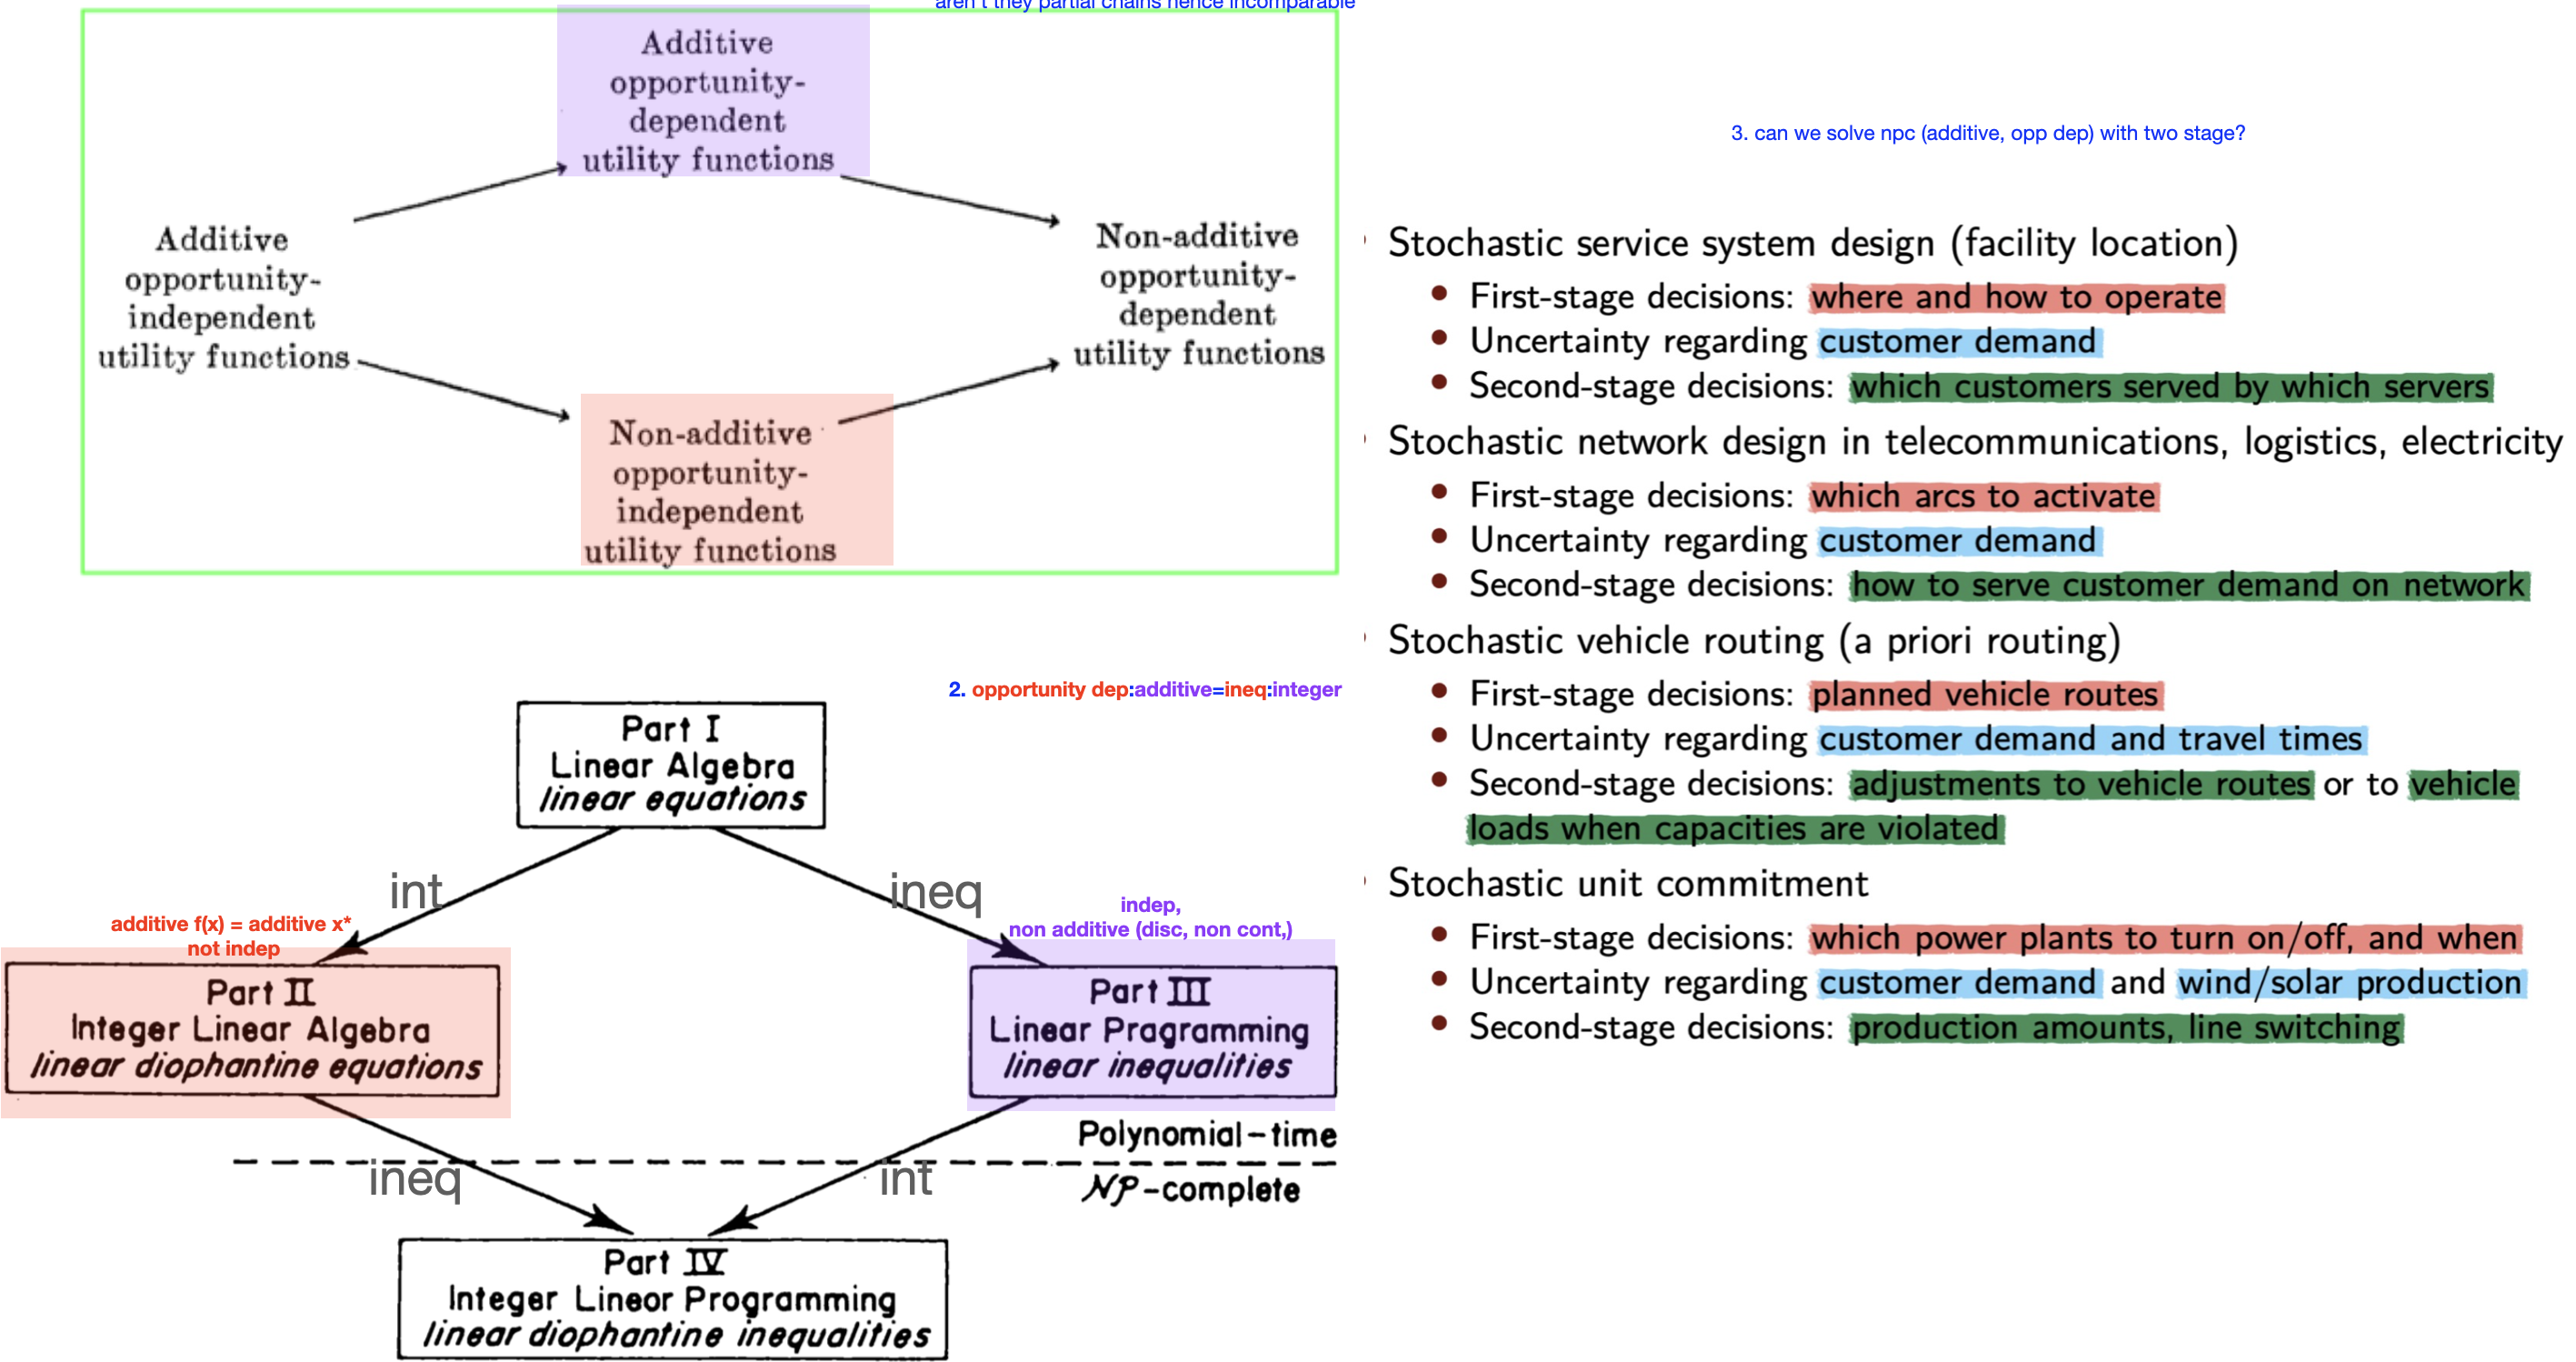 aren't they partial chains hence incomparable
Additive
opportunity-
dependent
utility functions
Additive
opportunity-
independent
utility functions
Non-additive
opportunity-
dependent
utility functions
Non-additive
opportunity-
independent
utility functions
2. opportunity dep:additive=ineq:integer
Part I
Linear Algebra
linear equations
int
ineq
additive f(x) = additive x*
not indep
indep,
non additive (disc, non cont,)
Part II
Integer Linear Algebra
linear diophantine equations
Part III
Linear Programming
linear inequalities
Polynomial-time
ineq
int
NP-complete
Part IV
Integer Linear Programming
linear diophantine inequalities
3. can we solve npc (additive, opp dep) with two stage?
Stochastic service system design (facility location)
• First-stage decisions: where and how to operate
• Uncertainty regarding customer demand
• Second-stage decisions: which customers served by which servers
Stochastic network design in telecommunications, logistics, electricity
• First-stage decisions: which arcs to activate
• Uncertainty regarding customer demand
• Second-stage decisions: how to serve customer demand on network
Stochastic vehicle routing (a priori routing)
• First-stage decisions: planned vehicle routes
• Uncertainty regarding customer demand and travel times
• Second-stage decisions: adjustments to vehicle routes or to vehicle
loads when capacities are violated
Stochastic unit commitment
• First-stage decisions: which power plants to turn on/off, and when
• Uncertainty regarding customer demand and wind/solar production
• Second-stage decisions: production amounts, line switching